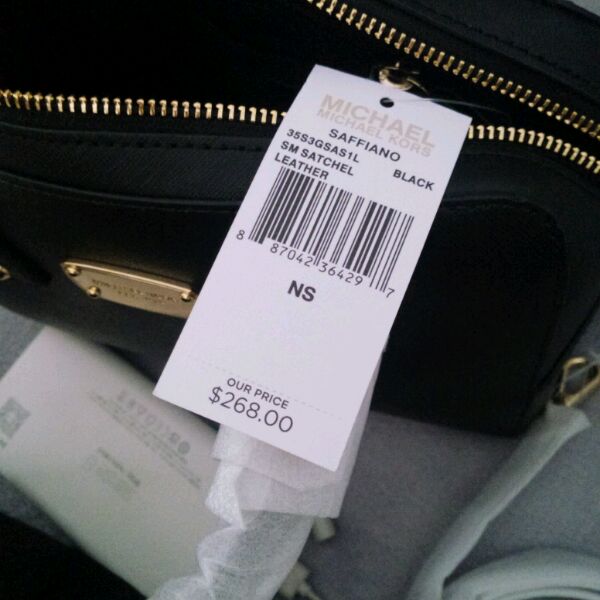 MICHAEL
MICHAEL KORS
SAFFIANO
35S3GSAS1L
SM SATCHEL BLACK
LEATHER
8 87042 36429 7
NS
OUR PRICE
$268.00